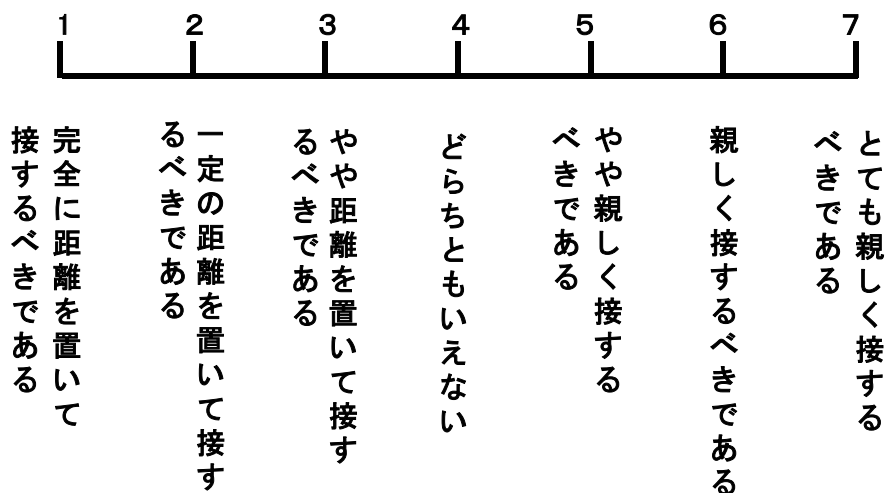 1 2 3 4 5 6 7
完全に距離を置いて
接するべきである
一定の距離を置いて接す
るべきである
やや距離を置いて接す
るべきである
どらちともいえない
やや親しく接する
べきである
親しく接するべきである
とても親しく接する
べきである